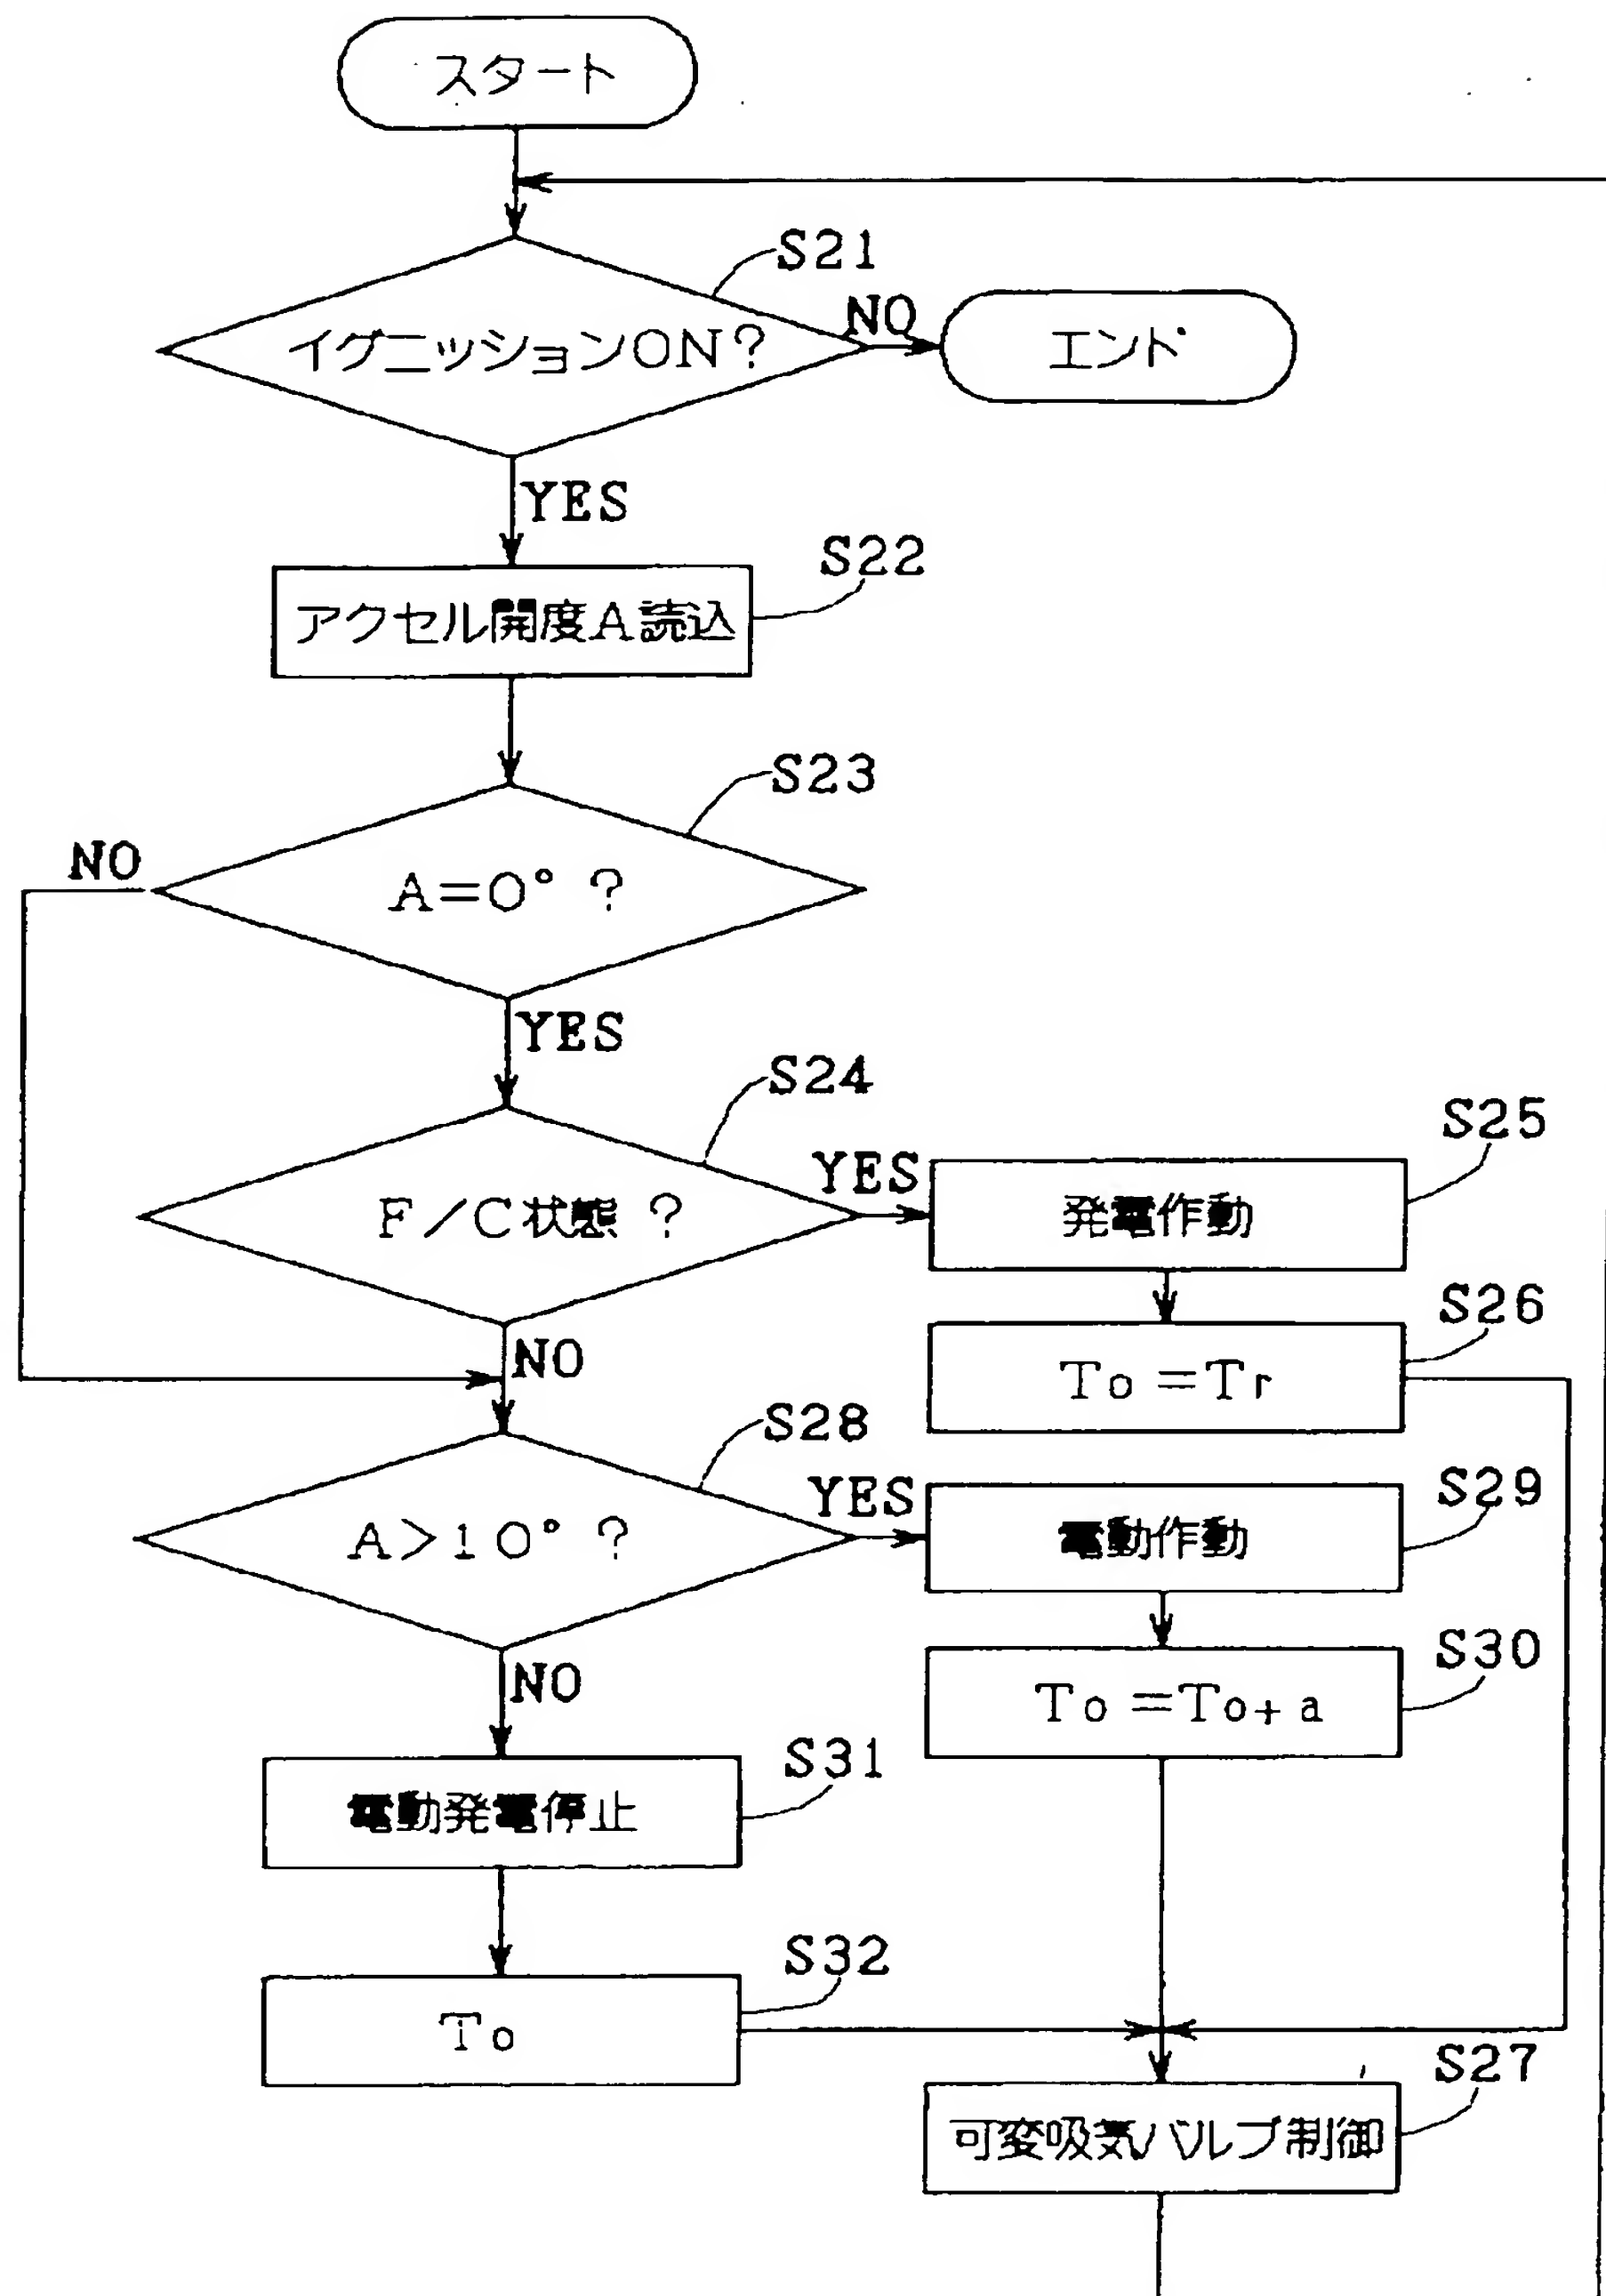 スタート
S21
イグニッションON？
NO
エンド
YES
S22
アクセル開度A読込
S23
NO
A=0°？
YES
S24
F／C状態？
YES
S25
発電作動
S26
To=Tr
NO
S28
A>10°？
YES
S29
電動作動
S30
To=To+a
NO
S31
電動発電停止
S32
To
S27
可変吸気バルブ制御